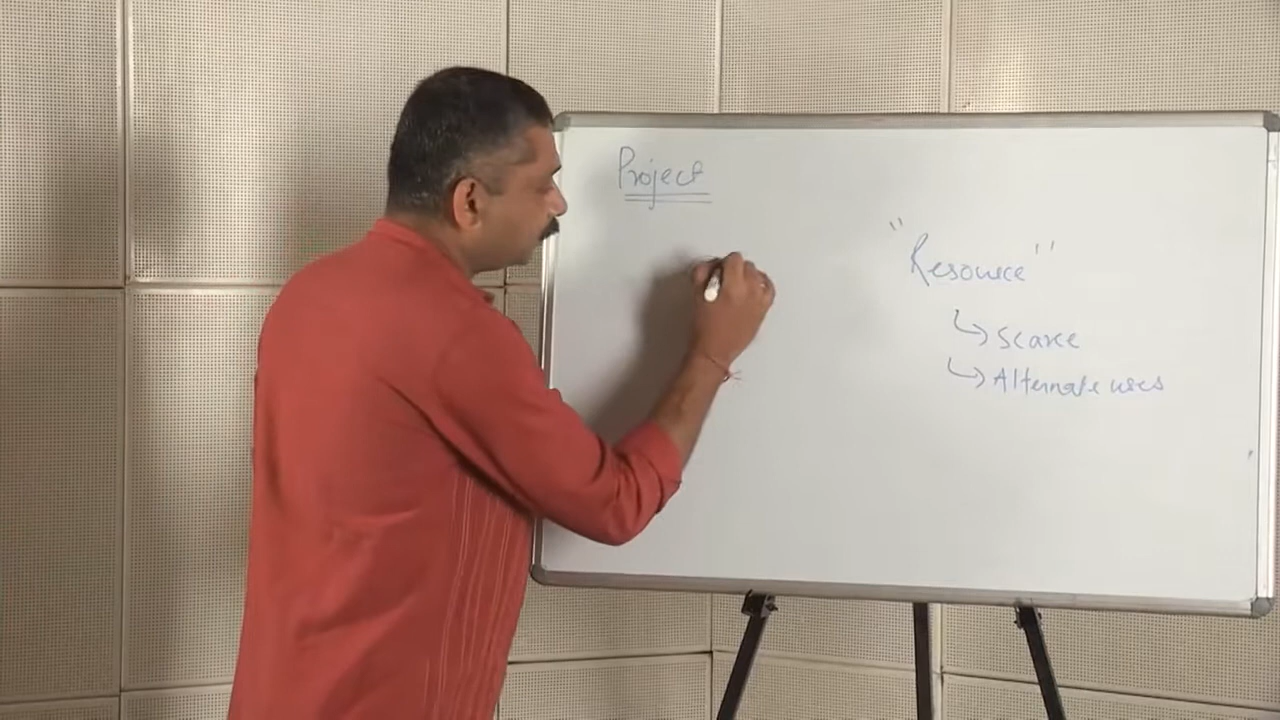 Project
"Resource"
↳ Scarce
↳ Alternate uses